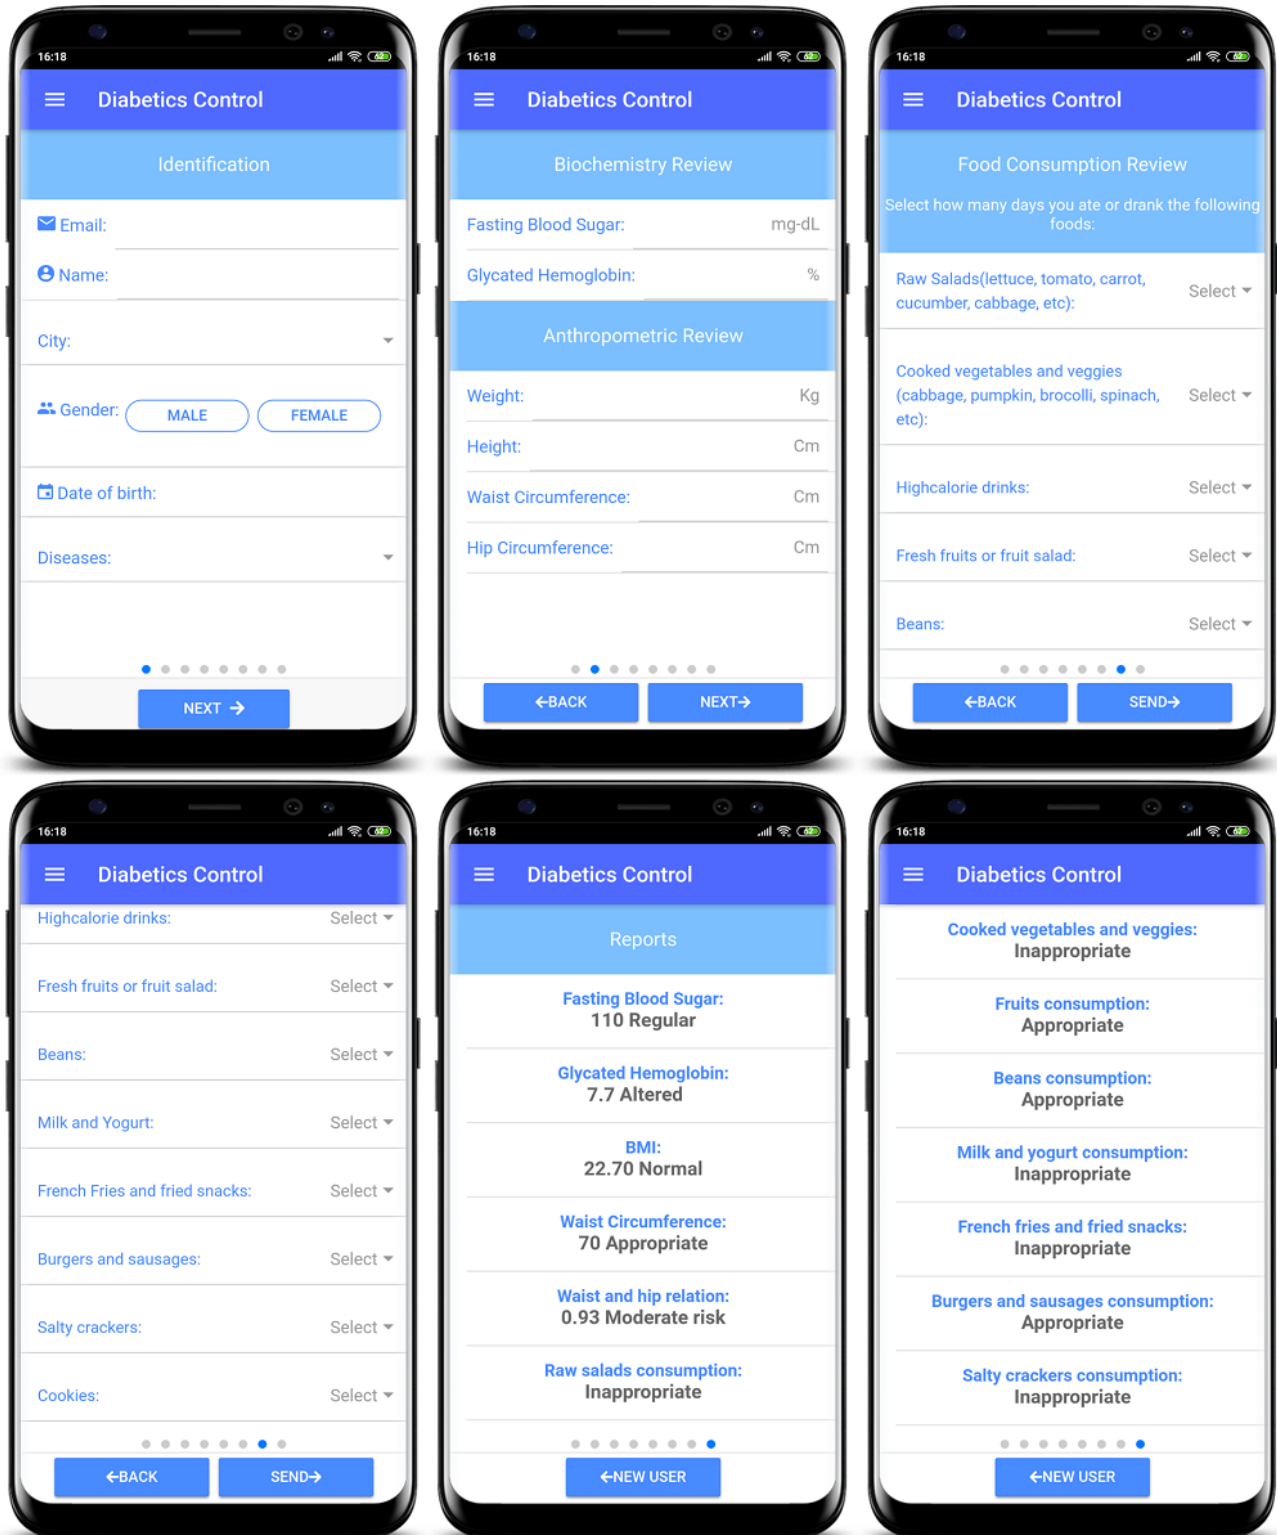 16:18
62
Diabetics Control
Identification
Email:
Name:
City:
Gender: MALE FEMALE
Date of birth:
Diseases:
NEXT →
16:18
62
Diabetics Control
Biochemistry Review
Fasting Blood Sugar: mg-dL
Glycated Hemoglobin: %
Anthropometric Review
Weight: Kg
Height: Cm
Waist Circumference: Cm
Hip Circumference: Cm
←BACK NEXT→
16:18
62
Diabetics Control
Food Consumption Review
Select how many days you ate or drank the following
foods:
Raw Salads(lettuce, tomato, carrot,
cucumber, cabbage, etc):
Select
Cooked vegetables and veggies
(cabbage, pumpkin, brocolli, spinach,
etc):
Select
Highcalorie drinks: Select
Fresh fruits or fruit salad: Select
Beans: Select
←BACK SEND→
16:18
62
Diabetics Control
Highcalorie drinks: Select
Fresh fruits or fruit salad: Select
Beans: Select
Milk and Yogurt: Select
French Fries and fried snacks: Select
Burgers and sausages: Select
Salty crackers: Select
Cookies: Select
←BACK SEND→
16:18
62
Diabetics Control
Reports
Fasting Blood Sugar:
110 Regular
Glycated Hemoglobin:
7.7 Altered
BMI:
22.70 Normal
Waist Circumference:
70 Appropriate
Waist and hip relation:
0.93 Moderate risk
Raw salads consumption:
Inappropriate
←NEW USER
16:18
62
Diabetics Control
Cooked vegetables and veggies:
Inappropriate
Fruits consumption:
Appropriate
Beans consumption:
Appropriate
Milk and yogurt consumption:
Inappropriate
French fries and fried snacks:
Inappropriate
Burgers and sausages consumption:
Appropriate
Salty crackers consumption:
Inappropriate
←NEW USER